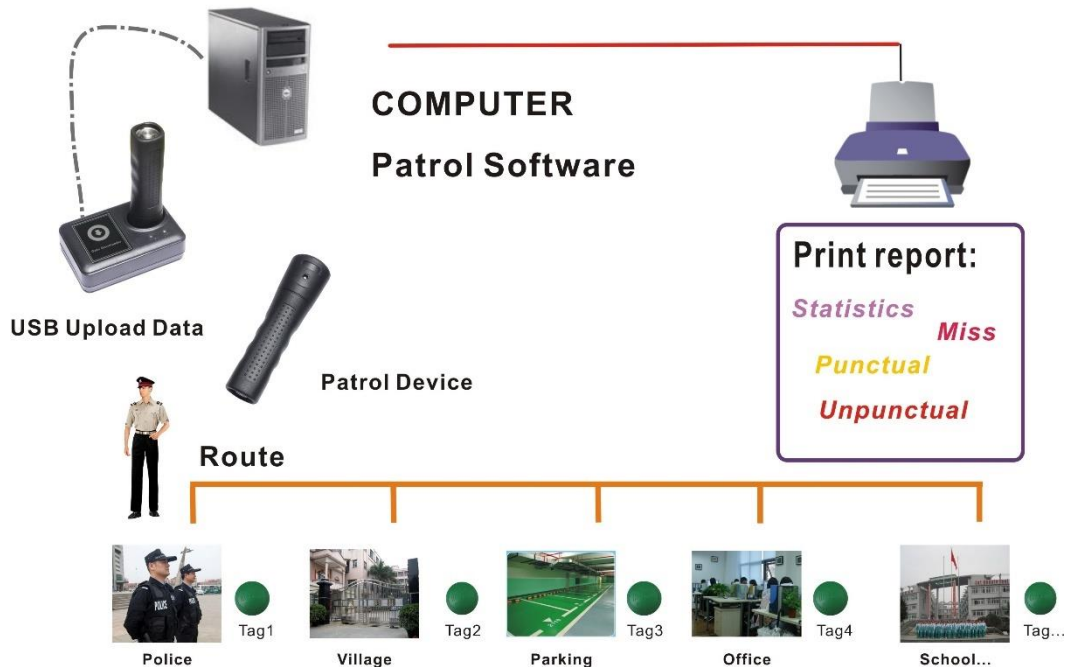 COMPUTER
Patrol Software
Print report:
Statistics
Miss
Punctual
Unpunctual
USB Upload Data
Patrol Device
Route
POLICE
Tag1
Tag2
Tag3
Tag4
Tag...
Police
Village
Parking
Office
School...